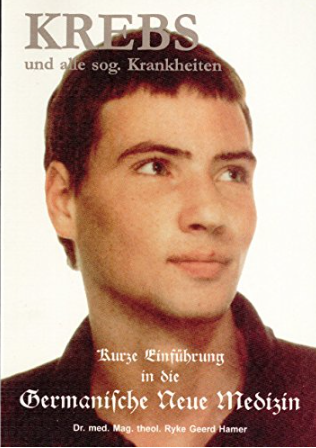 KREBS
und alle sog. Krankheiten
Kurze Einführung
in die
Germanische Neue Medizin
Dr. med. Mag. theol. Ryke Geerd Hamer